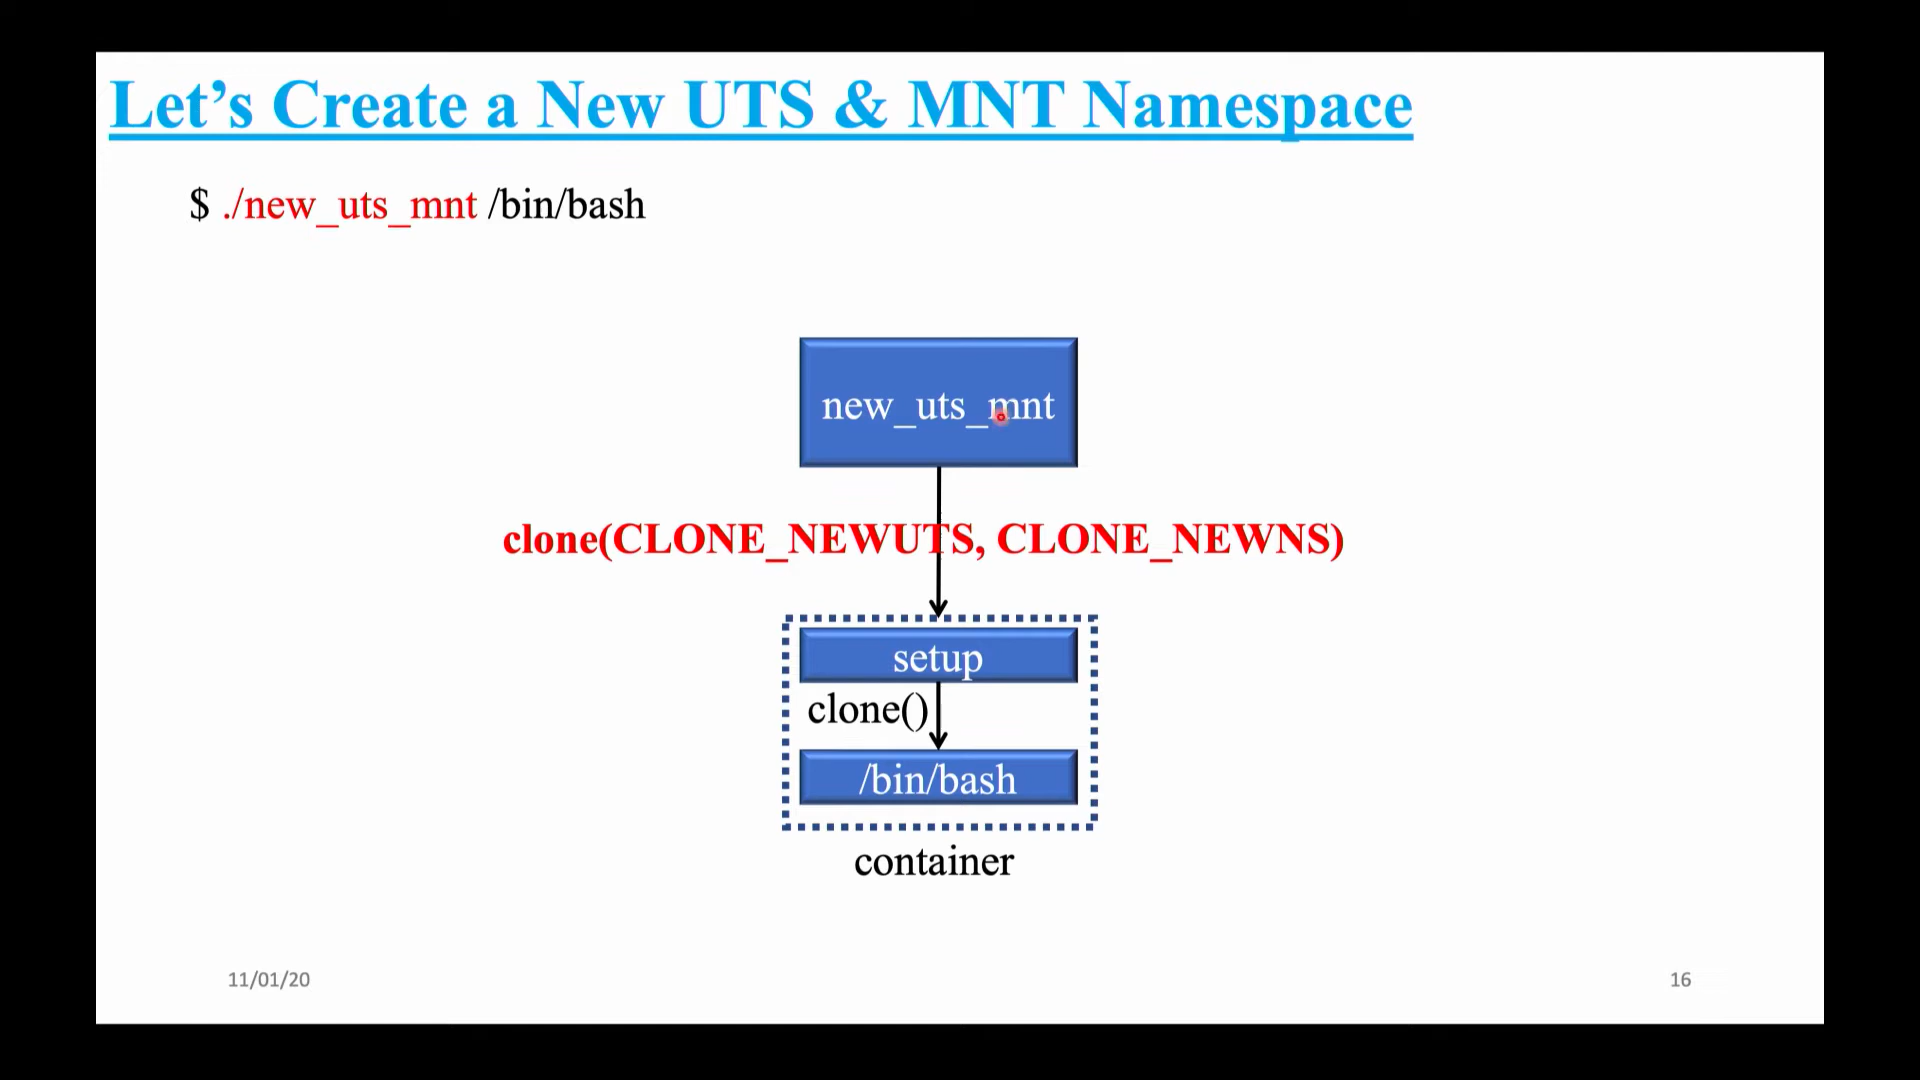 Let’s Create a New UTS & MNT Namespace
$ ./new_uts_mnt /bin/bash
new_uts_mnt
clone(CLONE_NEWUTS, CLONE_NEWNS)
setup
clone()
/bin/bash
container
11/01/20
16